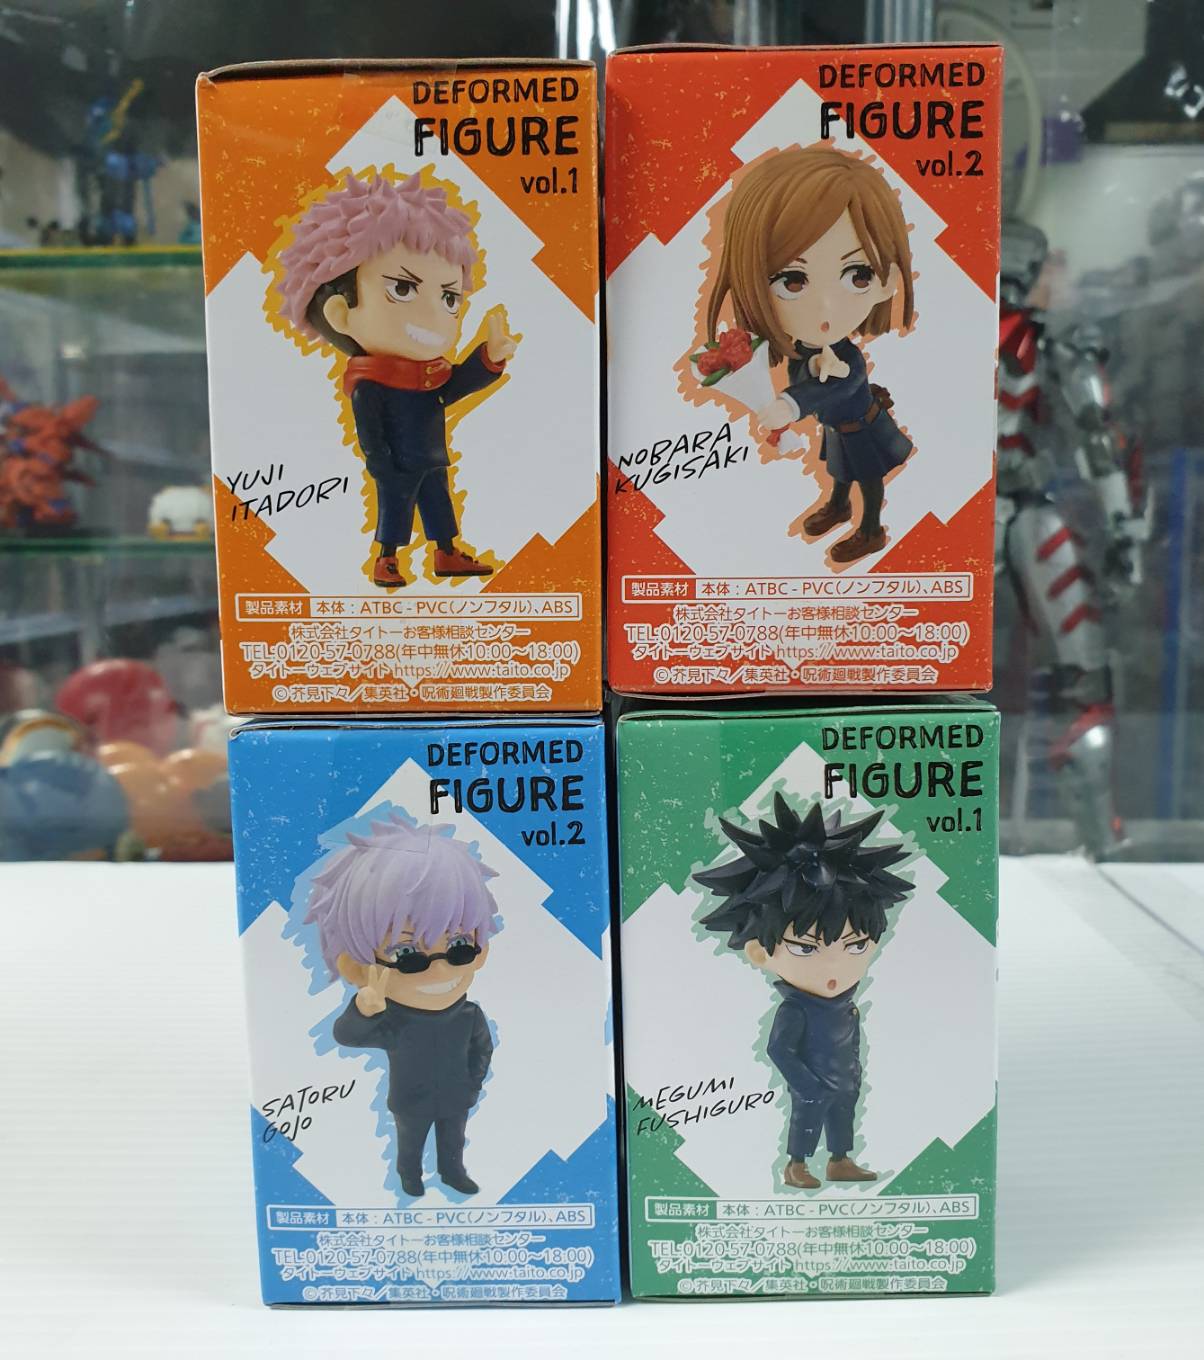 DEFORMED
FIGURE
vol.1
YUJI
ITADORI
製品素材 本体：ATBC-PVC(ノンフタル)、ABS
株式会社タイトーお客様相談センター
TEL:0120-57-0788(年中無休10:00～18:00)
タイトーウェブサイト https://www.taito.co.jp
©芥見下々／集英社・呪術廻戦製作委員会
DEFORMED
FIGURE
vol.2
NOBARA
KUGISAKI
製品素材 本体：ATBC-PVC(ノンフタル)、ABS
株式会社タイトーお客様相談センター
TEL:0120-57-0788(年中無休10:00～18:00)
タイトーウェブサイト https://www.taito.co.jp
©芥見下々／集英社・呪術廻戦製作委員会
DEFORMED
FIGURE
vol.2
SATORU
GOJO
製品素材 本体：ATBC-PVC(ノンフタル)、ABS
株式会社タイトーお客様相談センター
TEL:0120-57-0788(年中無休10:00～18:00)
タイトーウェブサイト https://www.taito.co.jp
©芥見下々／集英社・呪術廻戦製作委員会
DEFORMED
FIGURE
vol.1
MEGUMI
FUSHIGURO
製品素材 本体：ATBC-PVC(ノンフタル)、ABS
株式会社タイトーお客様相談センター
TEL:0120-57-0788(年中無休10:00～18:00)
タイトーウェブサイト https://www.taito.co.jp
©芥見下々／集英社・呪術廻戦製作委員会